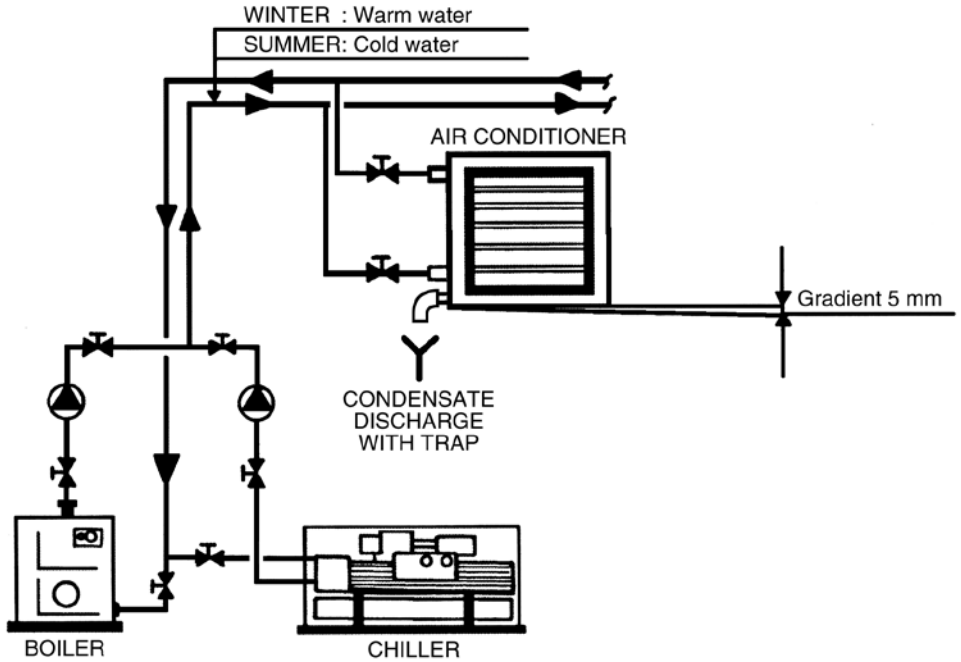 WINTER : Warm water
SUMMER: Cold water
AIR CONDITIONER
Gradient 5 mm
CONDENSATE
DISCHARGE
WITH TRAP
BOILER
CHILLER